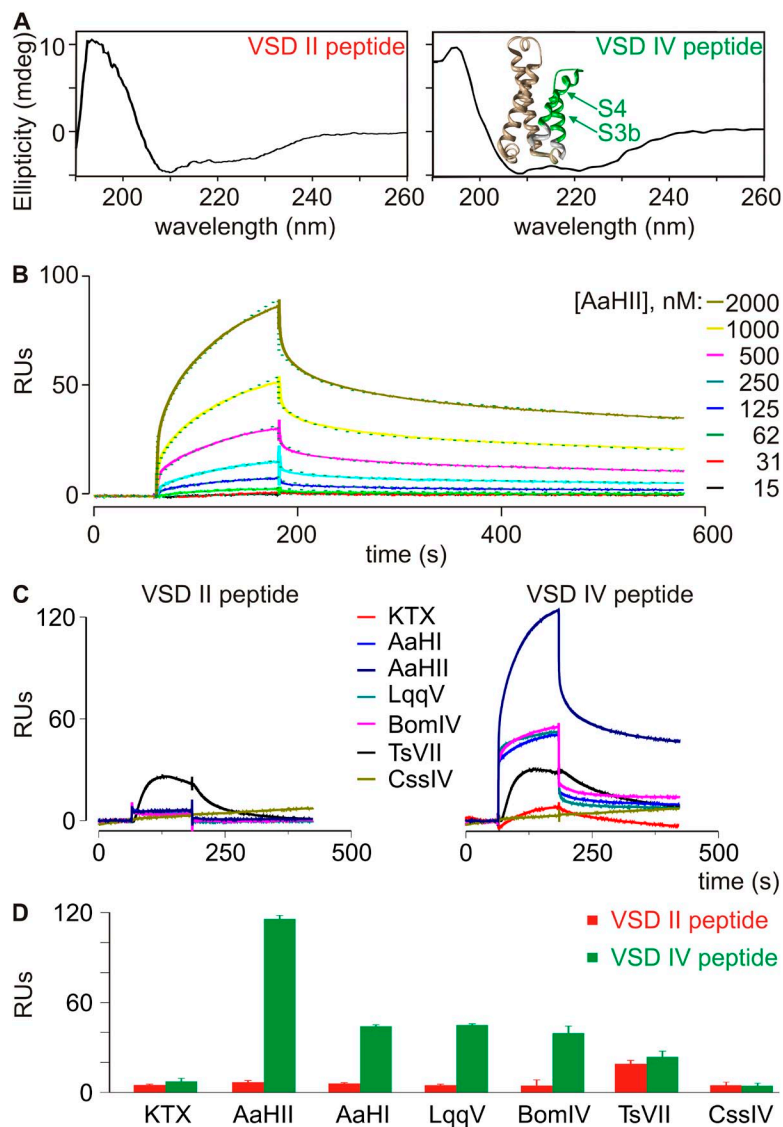 A
VSD II peptide
VSD IV peptide
Ellipticity (mdeg)
10
0
S4
S3b
200 220 240 260
200 220 240 260
wavelength (nm)
wavelength (nm)
B
100
50
0
RUs
[AaHII], nM:
2000
1000
500
250
125
62
31
15
0 200 400 600
time (s)
C
VSD II peptide
VSD IV peptide
120
60
0
RUs
KTX
AaHI
AaHII
LqqV
BomIV
TsVII
CssIV
0 250 500
0 250 500
time (s)
D
120
60
0
RUs
VSD II peptide
VSD IV peptide
KTX AaHII AaHI LqqV BomIV TsVII CssIV